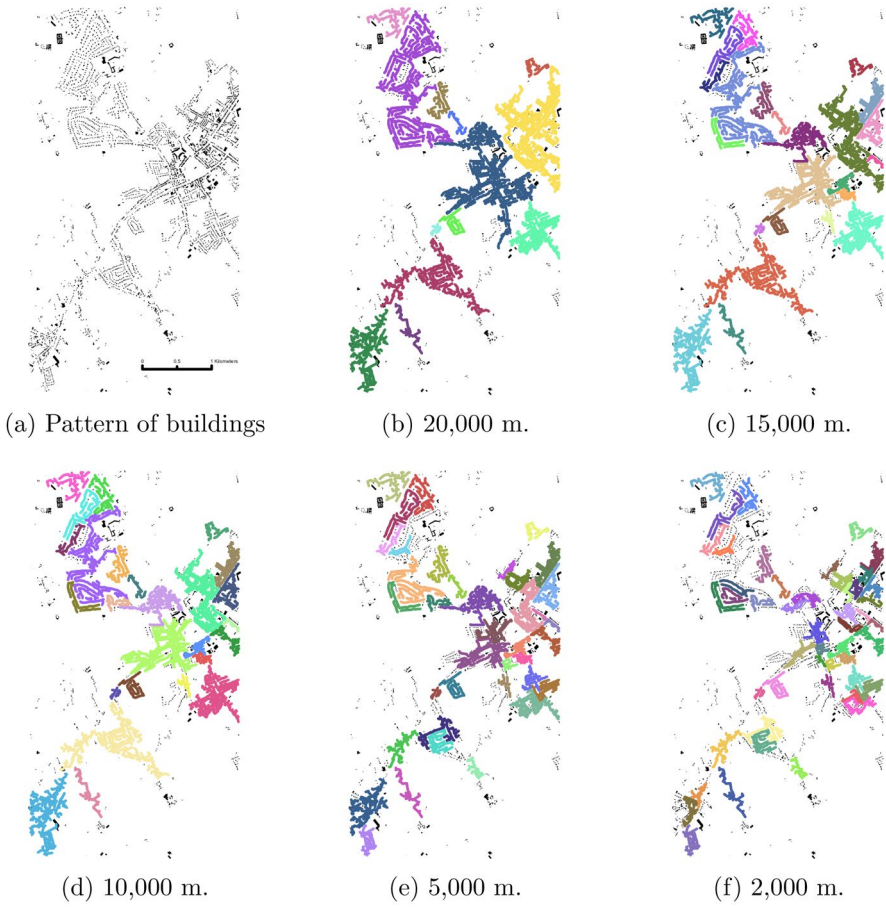 0 0.5 1 Kilometers
(a) Pattern of buildings
(b) 20,000 m.
(c) 15,000 m.
(d) 10,000 m.
(e) 5,000 m.
(f) 2,000 m.